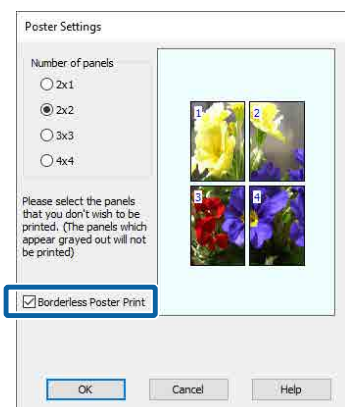 Poster Settings
Number of panels
2x1
2x2
3x3
4x4
1
2
3
4
Please select the panels
that you don't wish to be
printed. (The panels which
appear grayed out will not
be printed)
Borderless Poster Print
OK
Cancel
Help